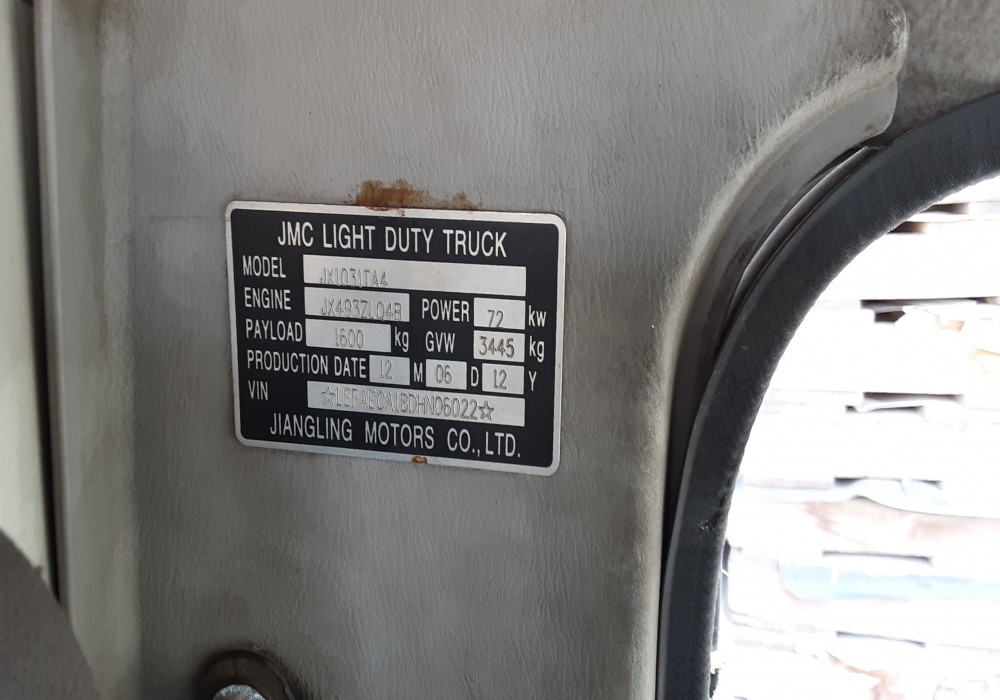 JMC LIGHT DUTY TRUCK
MODEL JX1031TA4
ENGINE JX493ZLQ4B POWER 72 kw
PAYLOAD 1600 kg GVW 3445 kg
PRODUCTION DATE 12 M 06 D 12 Y
VIN
JIANGLING MOTORS CO.,LTD.